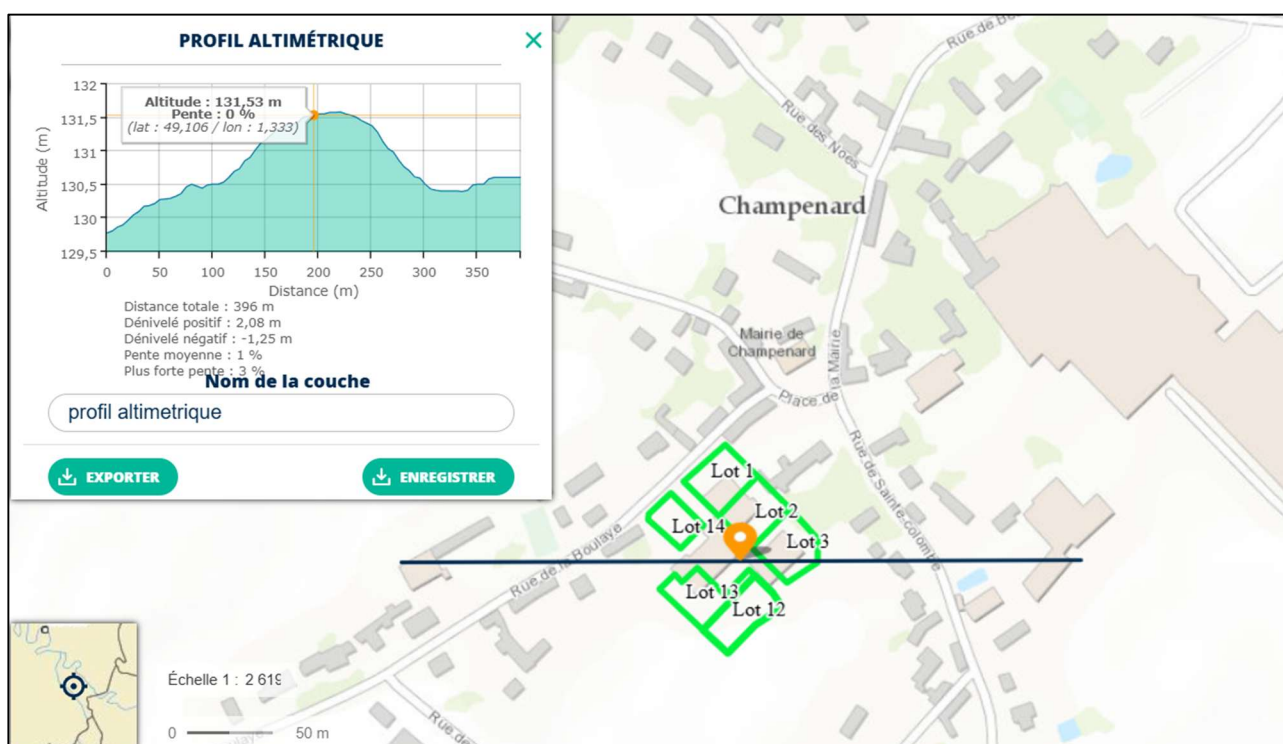 PROFIL ALTIMÉTRIQUE
132
131,5
131
130,5
130
129,5
Altitude (m)
Altitude : 131,53 m
Pente : 0 %
(lat : 49,106 / lon : 1,333)
0 50 100 150 200 250 300 350
Distance (m)
Distance totale : 396 m
Dénivelé positif : 2,08 m
Dénivelé négatif : -1,25 m
Pente moyenne : 1 %
Plus forte pente : 3 %
Nom de la couche
profil altimetrique
EXPORTER
ENREGISTRER
Rue des Noës
Champenard
Mairie de
Champenard
Rue de la Mairie
Place de la
Rue de Sainte-colombe
Lot 1
Lot 2
Lot 14
Lot 3
Rue de la Boulaye
Lot 13
Lot 12
Échelle 1 : 2 619
0 50 m
Rue de